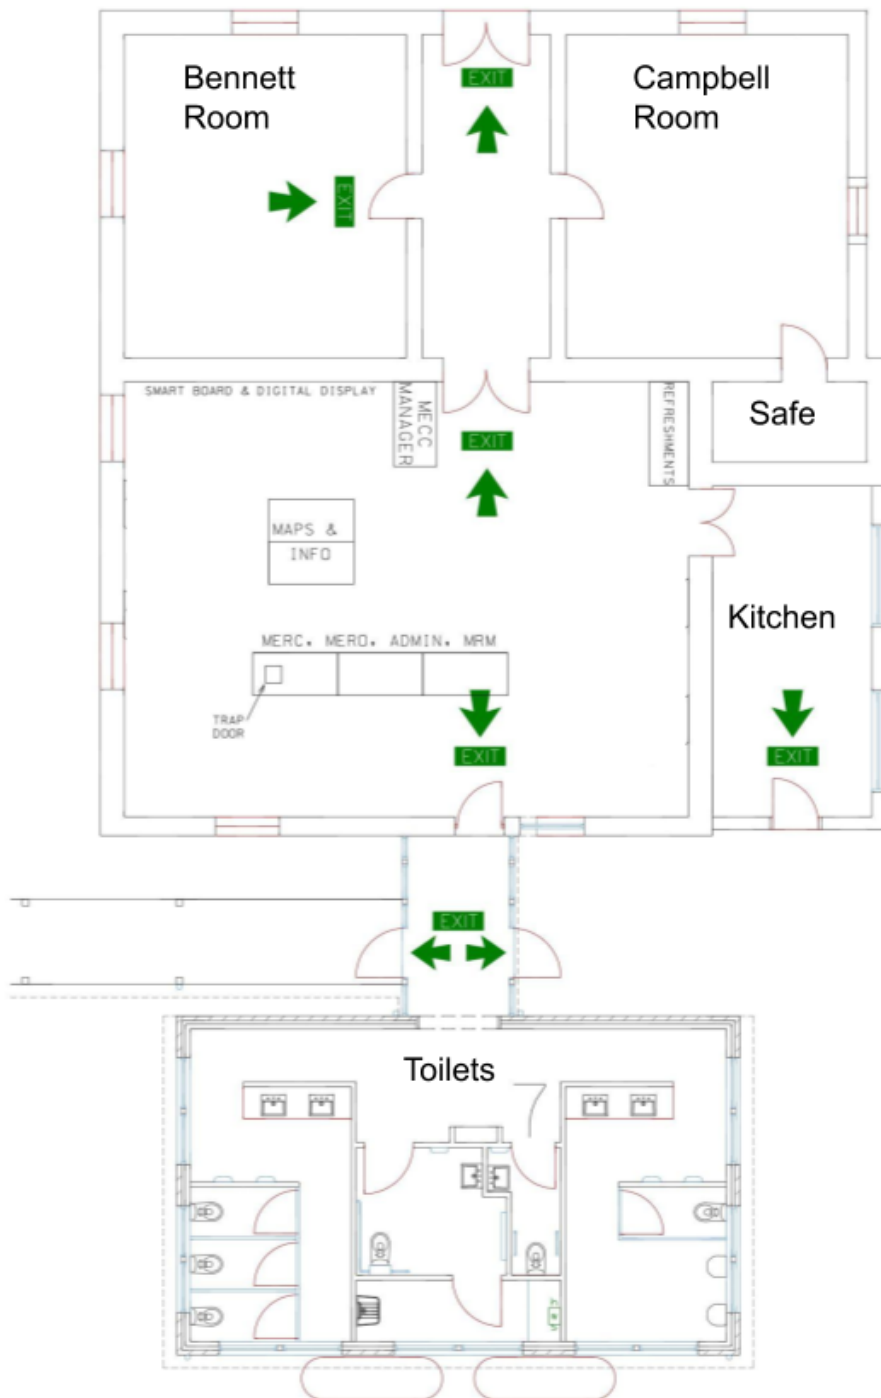 Bennett
Room
EXIT
Campbell
Room
EXIT
SMART BOARD & DIGITAL DISPLAY
MECC
MANAGER
EXIT
REFRESHMENTS
Safe
MAPS &
INFO
Kitchen
MERC. MERO. ADMIN. MRM
TRAP
DOOR
EXIT
EXIT
EXIT
Toilets